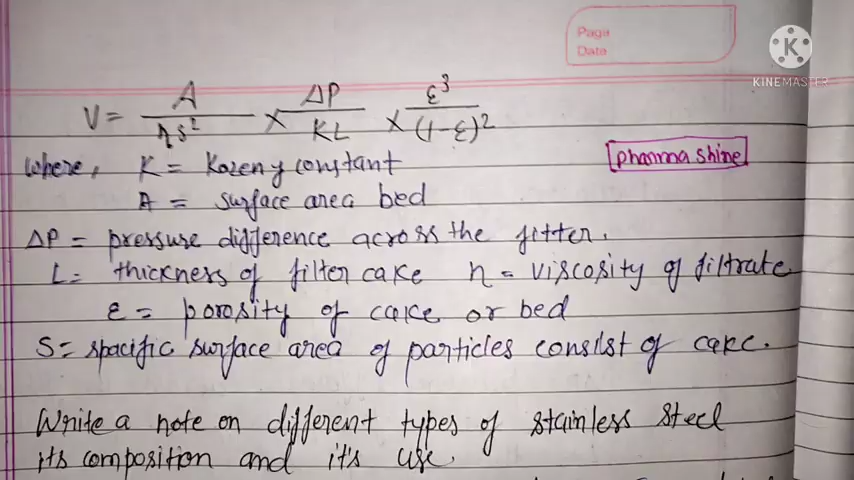 Page
Date
K
KINEMASTER
V = A / ηs² × ΔP / KL × ε³ / (1-ε)²
where, K = Kozeny constant
pharma shine
A = surface area bed
ΔP = pressure difference across the fitter.
L = thickness of filter cake η = viscosity of filtrate
ε = porosity of cake or bed
S = spacific surface area of particles consist of cake.
Write a note on different types of stainless steel
its composition and it's use.